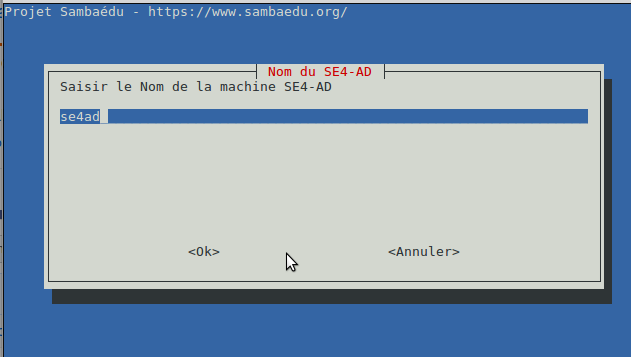 Projet Sambaédu - https://www.sambaedu.org/
Nom du SE4-AD
Saisir le Nom de la machine SE4-AD
se4ad
<Ok> <Annuler>